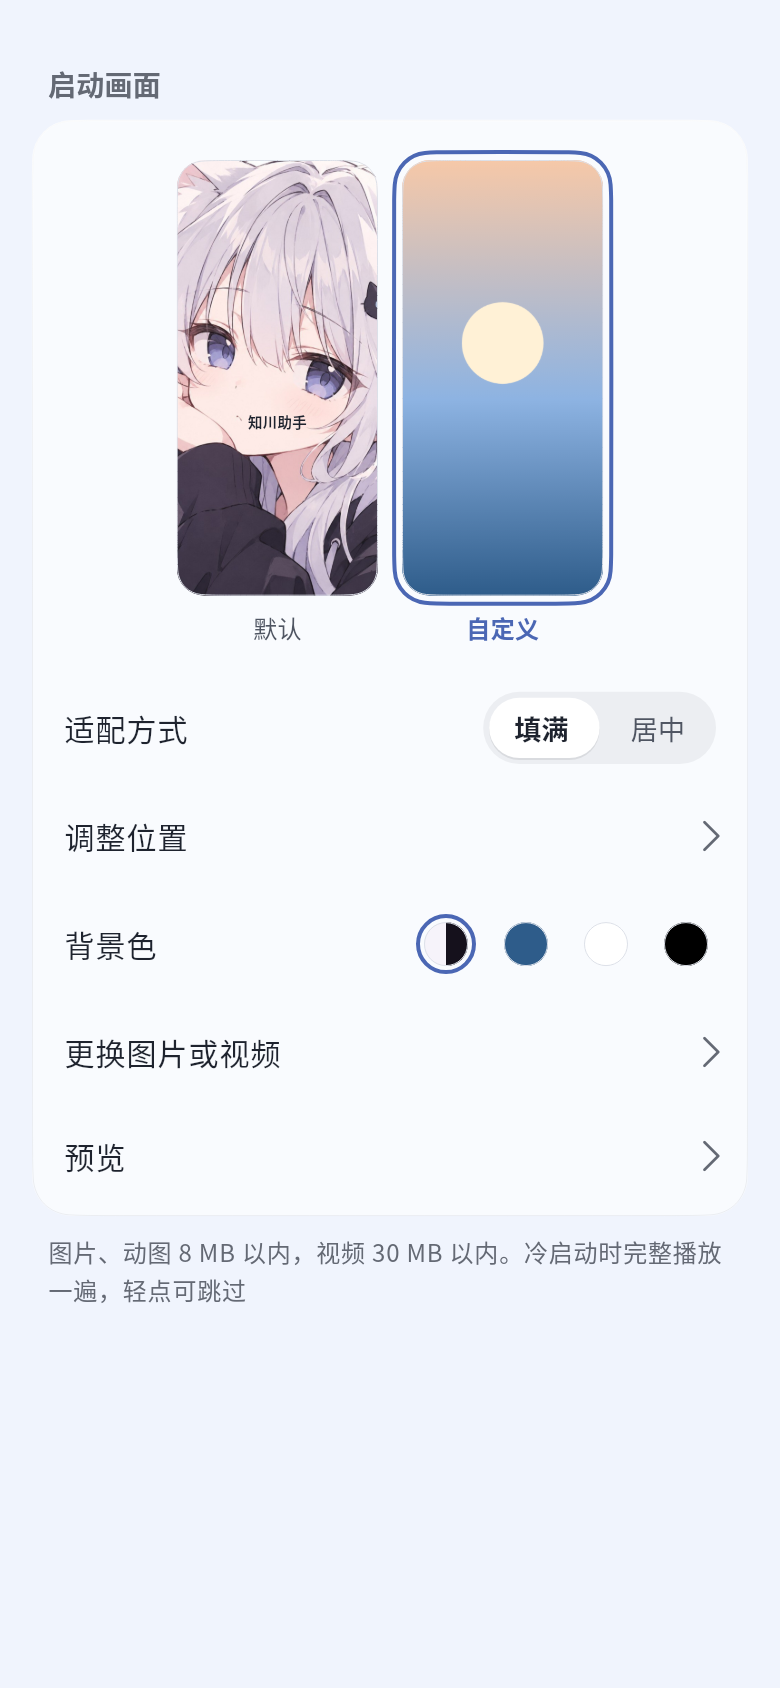 启动画面
知川助手
默认
自定义
适配方式
填满
居中
调整位置
背景色
更换图片或视频
预览
图片、动图 8 MB 以内，视频 30 MB 以内。冷启动时完整播放
一遍，轻点可跳过